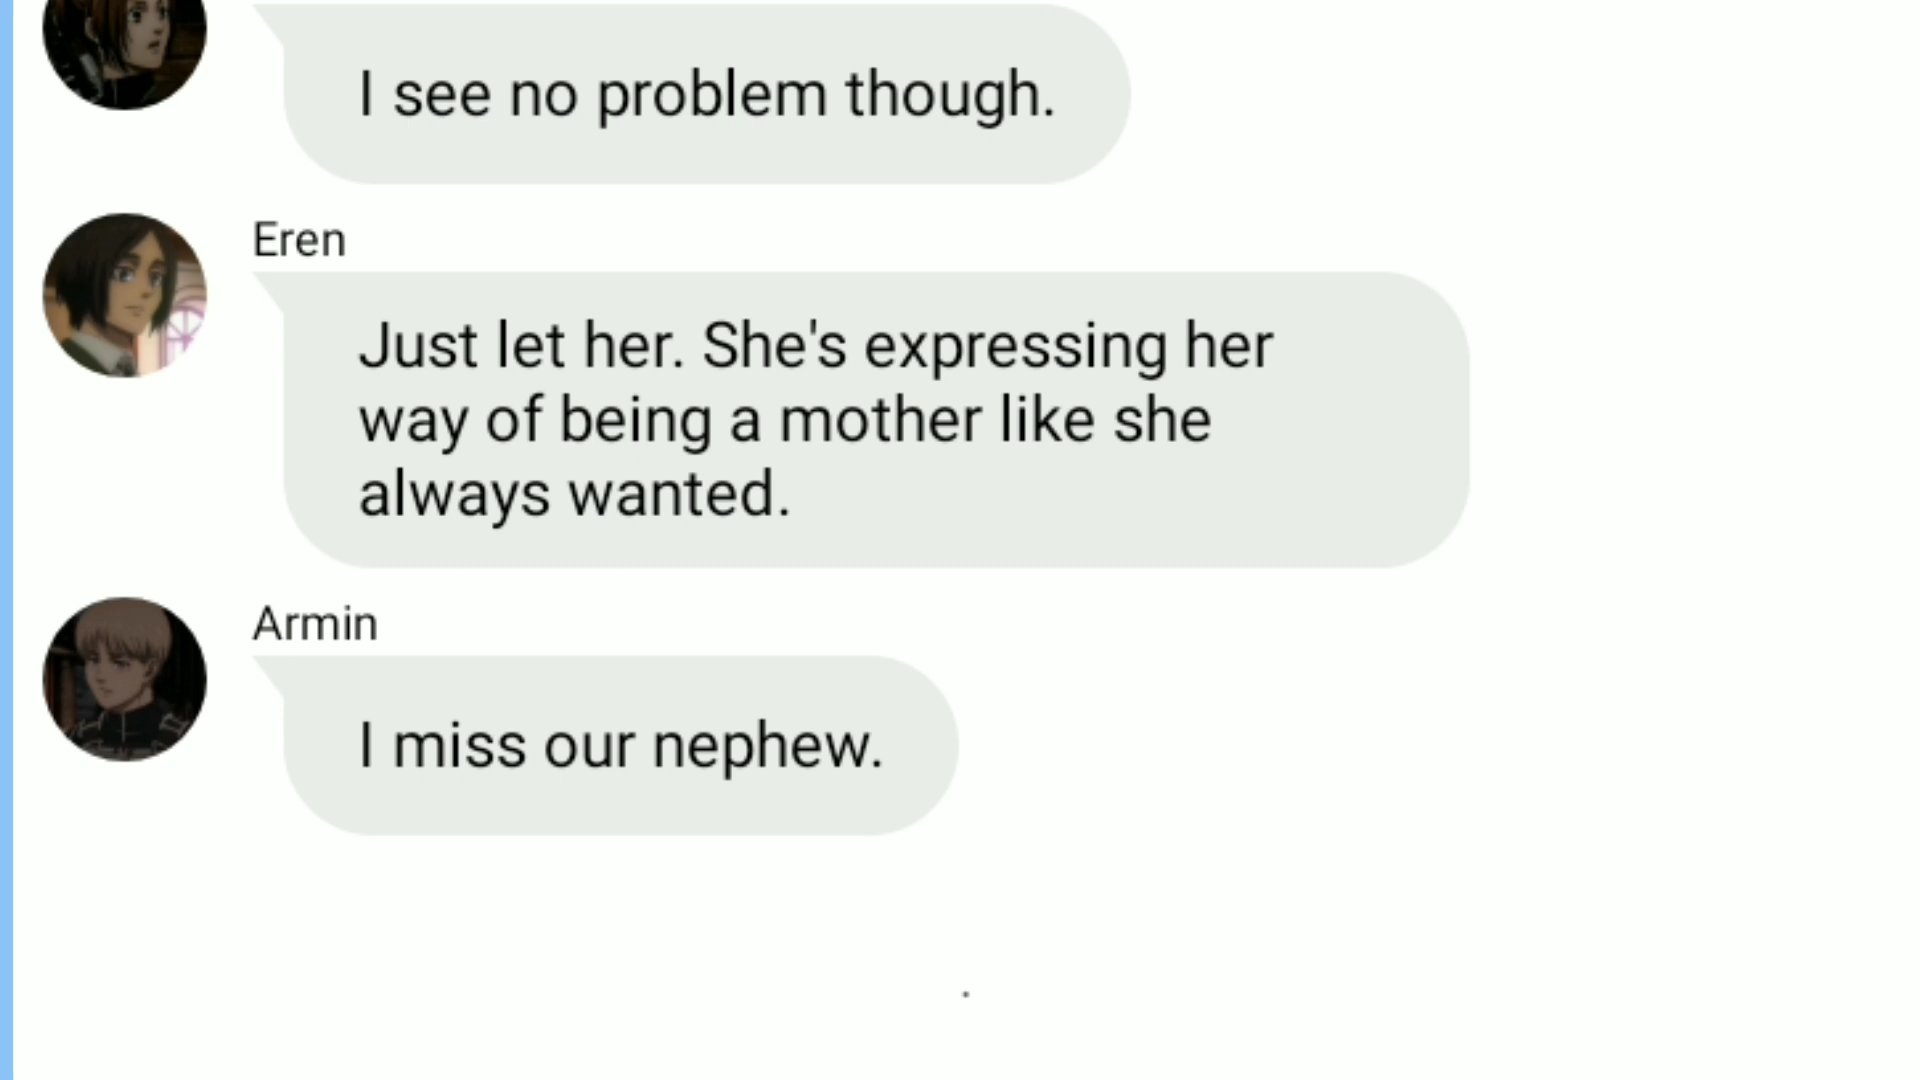 I see no problem though.
Eren
Just let her. She's expressing her
way of being a mother like she
always wanted.
Armin
I miss our nephew.
.